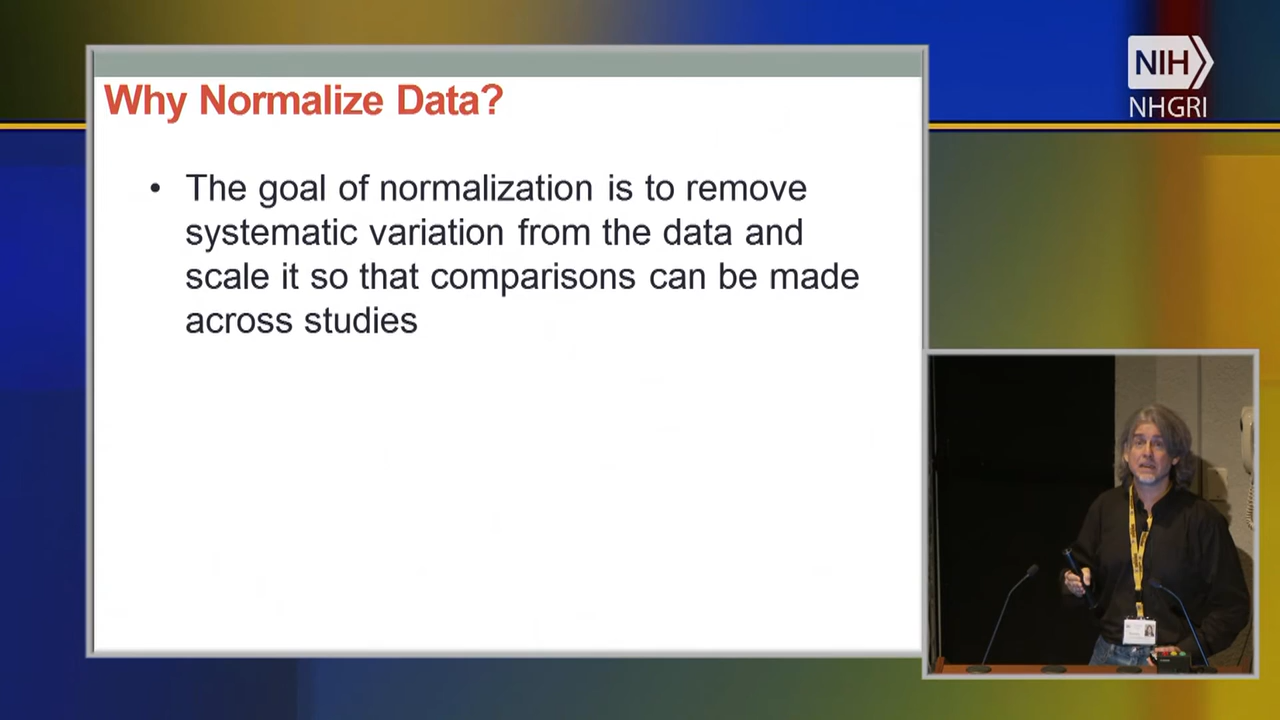 Why Normalize Data?
• The goal of normalization is to remove
systematic variation from the data and
scale it so that comparisons can be made
across studies
NIH
NHGRI